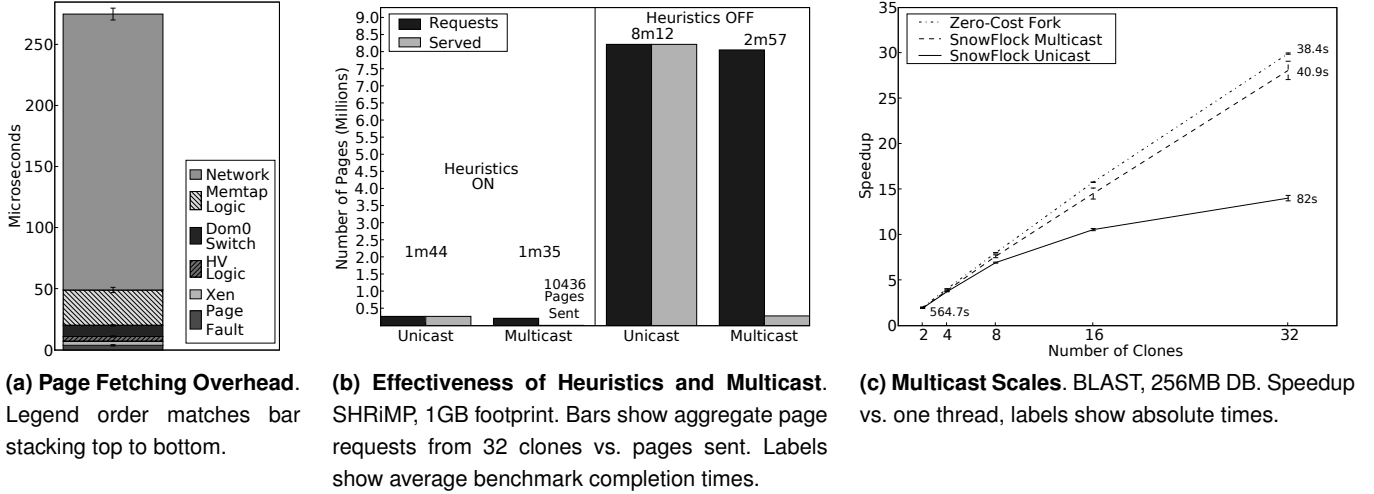 250
200
150
100
50
0
Microseconds
Network
Memtap
Logic
Dom0
Switch
HV
Logic
Xen
Page
Fault
(a) Page Fetching Overhead.
Legend order matches bar
stacking top to bottom.
9.0
8.5
8.0
7.5
7.0
6.5
6.0
5.5
5.0
4.5
4.0
3.5
3.0
2.5
2.0
1.5
1.0
0.5
Number of Pages (Millions)
Requests
Served
Heuristics OFF
8m12
2m57
Heuristics
ON
1m44
1m35
10436
Pages
Sent
Unicast
Multicast
Unicast
Multicast
(b) Effectiveness of Heuristics and Multicast.
SHRiMP, 1GB footprint. Bars show aggregate page
requests from 32 clones vs. pages sent. Labels
show average benchmark completion times.
35
30
25
20
15
10
5
0
Speedup
Zero-Cost Fork
SnowFlock Multicast
SnowFlock Unicast
38.4s
40.9s
82s
564.7s
2
4
8
16
32
Number of Clones
(c) Multicast Scales. BLAST, 256MB DB. Speedup
vs. one thread, labels show absolute times.